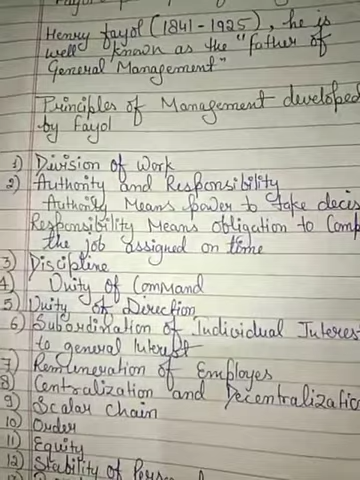 Henry fayol (1841-1925), he is
well known as the "father of
General Management"
Principles of Management developed
by Fayol
1) Division of Work
2) Authority and Responsibility
Authority Means power to take
Responsibility Means obligation to
the job assigned on time
3) Discipline
4) Unity of Command
5) Unity of Direction
6) Subordination of Individual
to general Interest
7) Remuneration of Employes
8) Centralization and
9) Scalar chain
10) Order
11) Equity
12) Stability of